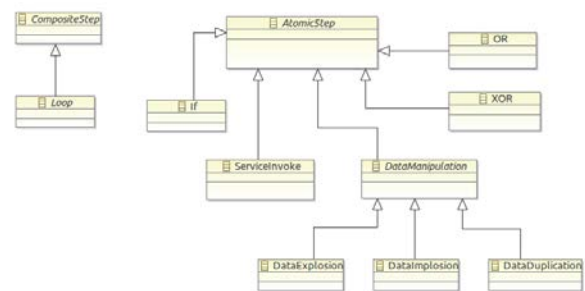 CompositeStep
AtomicStep
OR
Loop
If
XOR
ServiceInvoke
DataManipulation
DataExplosion
DataImplosion
DataDuplication